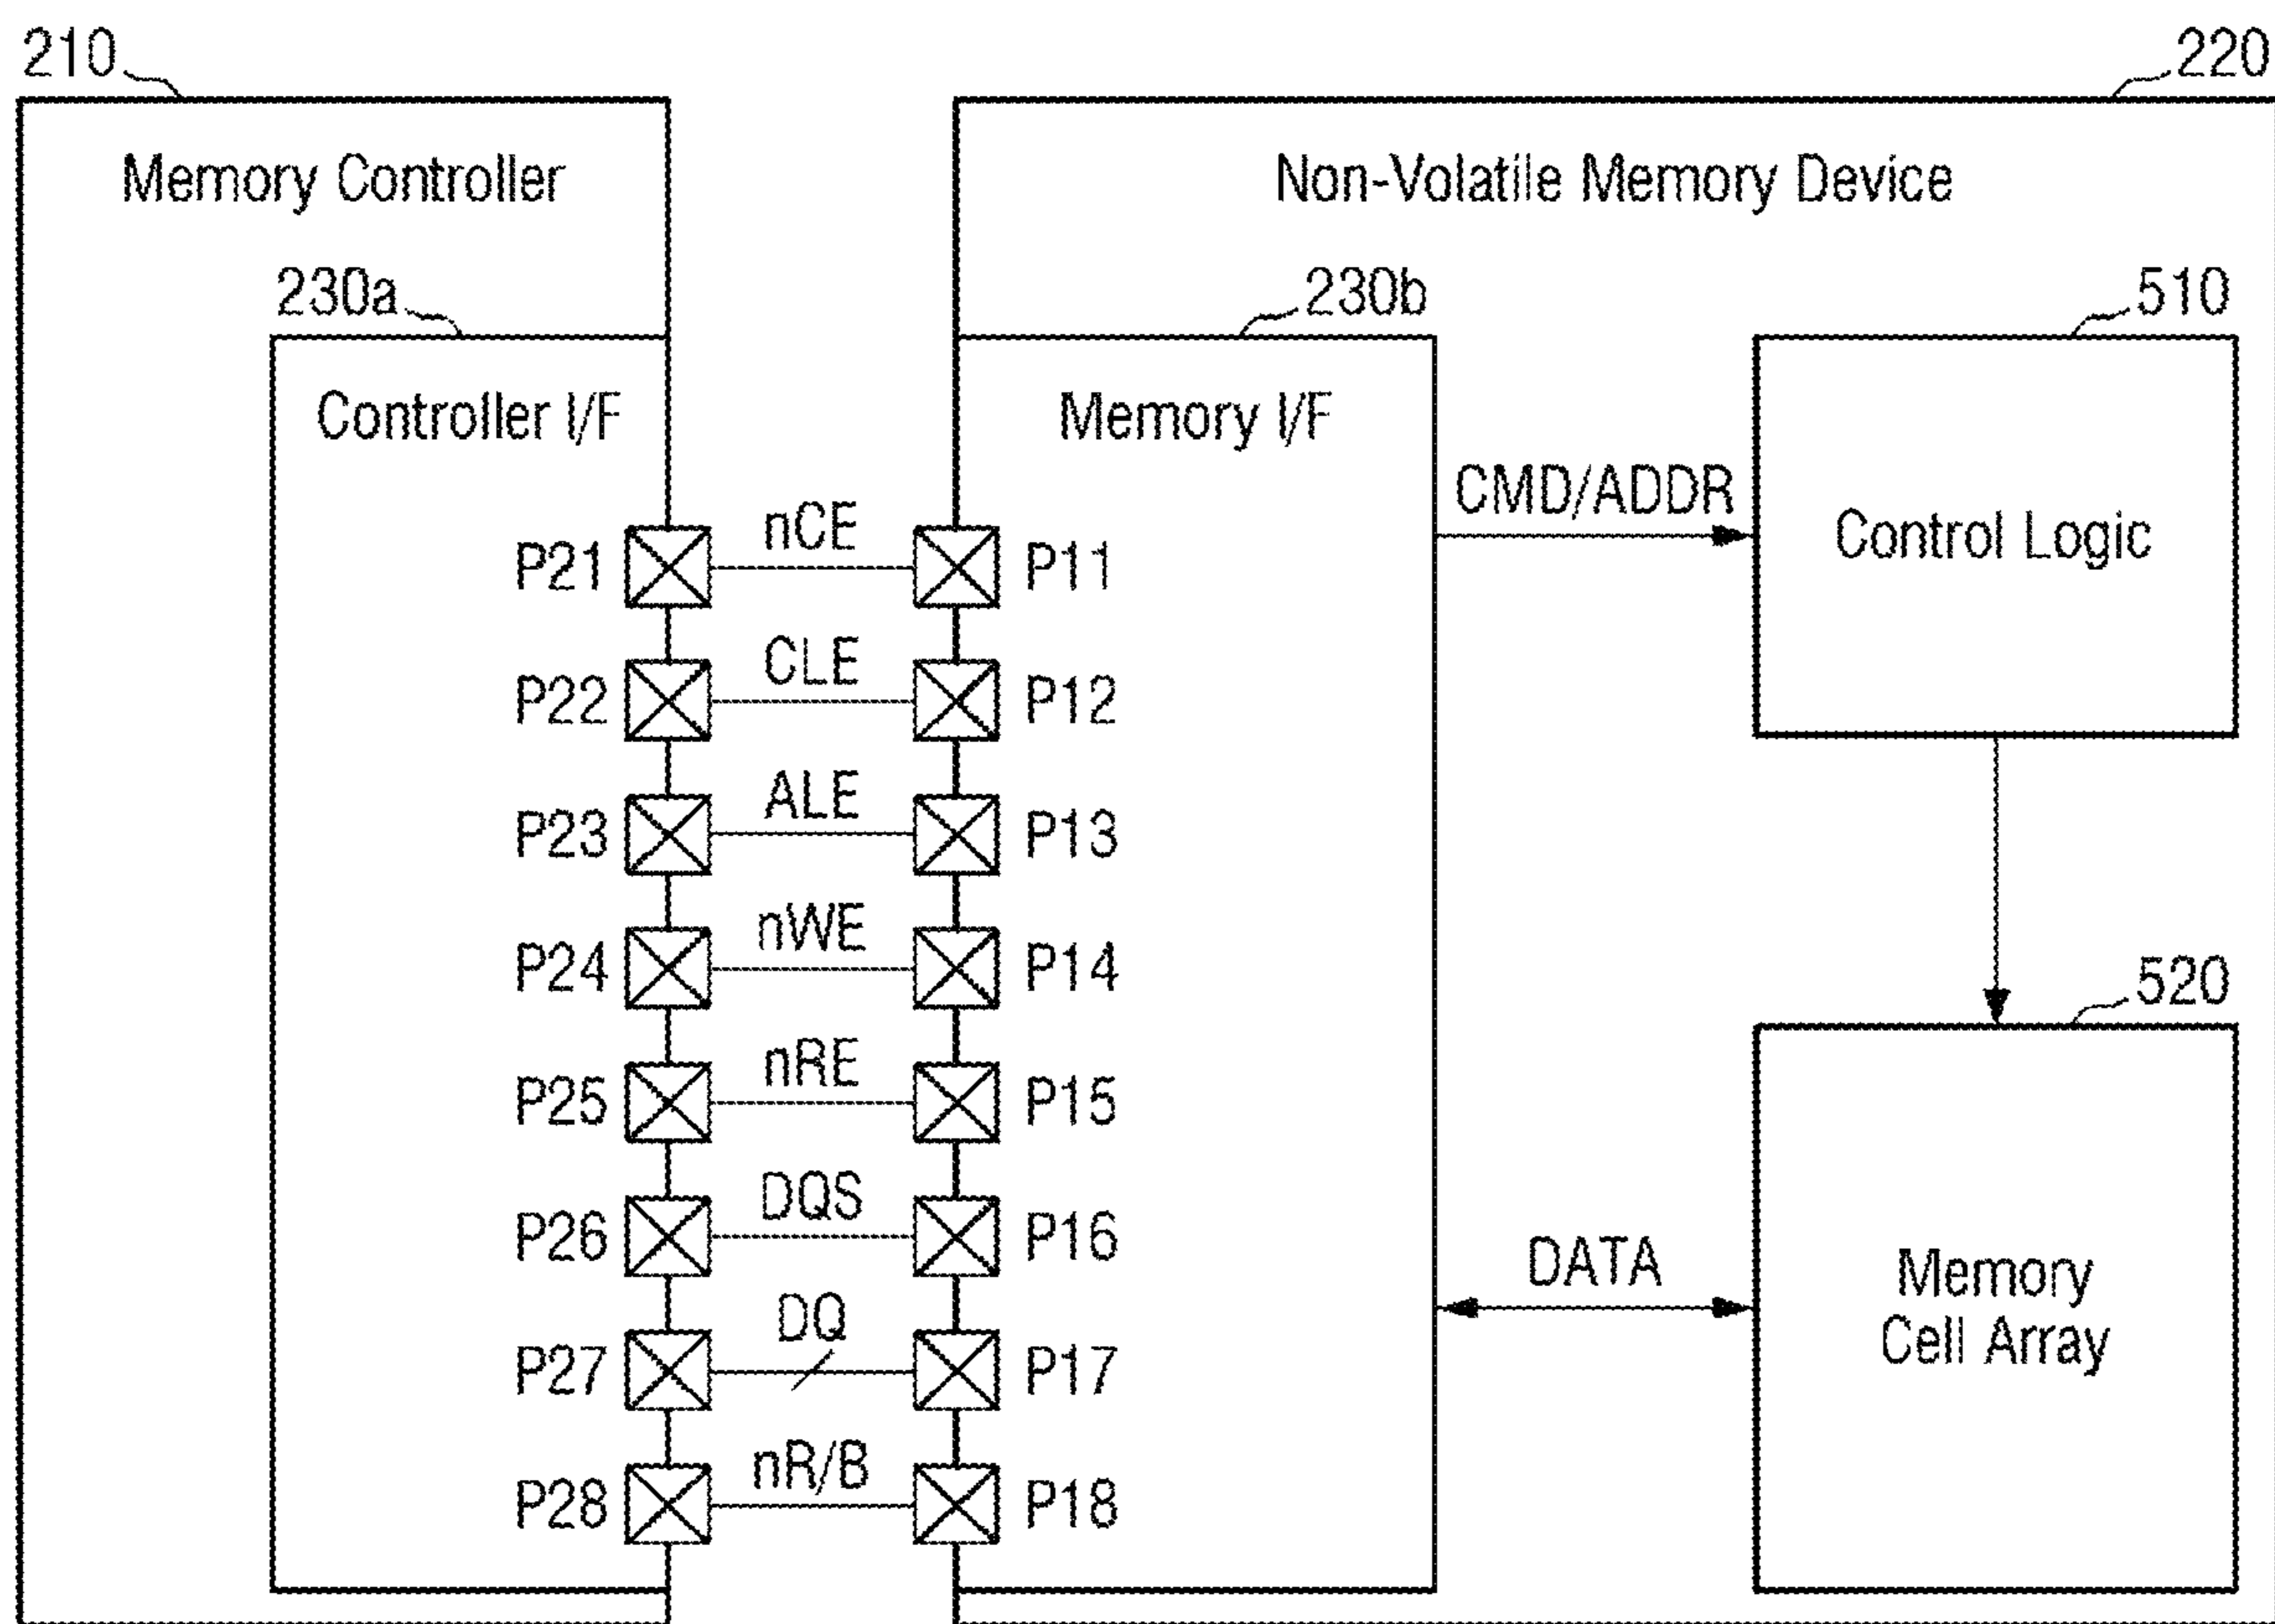 210
220
Memory Controller
Non-Volatile Memory Device
230a
230b
510
Controller I/F
Memory I/F
CMD/ADDR
Control Logic
P21
nCE
P11
P22
CLE
P12
P23
ALE
P13
P24
nWE
P14
520
P25
nRE
P15
P26
DQS
P16
DATA
Memory
Cell Array
P27
DQ
P17
P28
nR/B
P18